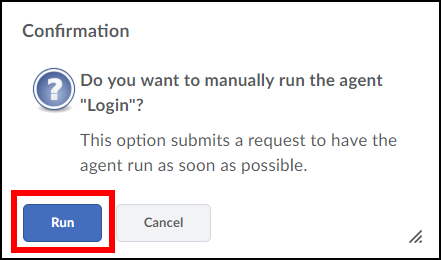 Confirmation
Do you want to manually run the agent
"Login"?
This option submits a request to have the
agent run as soon as possible.
Run
Cancel